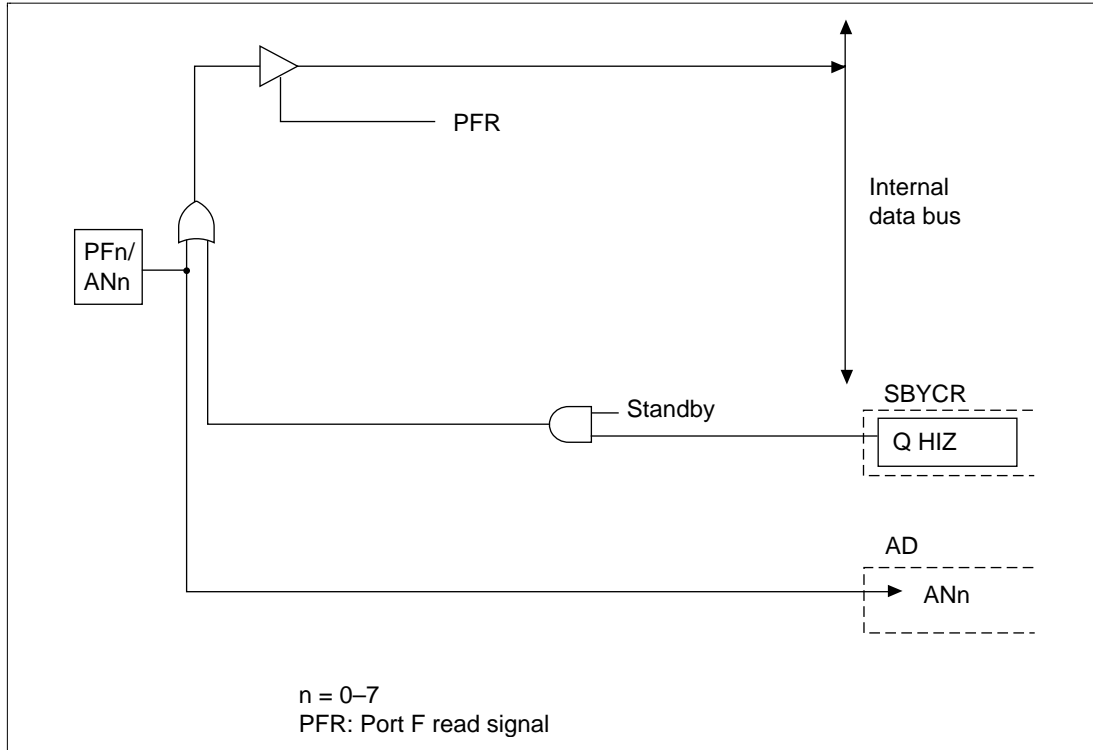 PFR
Internal
data bus
PFn/
ANn
SBYCR
Standby
Q HIZ
AD
ANn
n = 0–7
PFR: Port F read signal